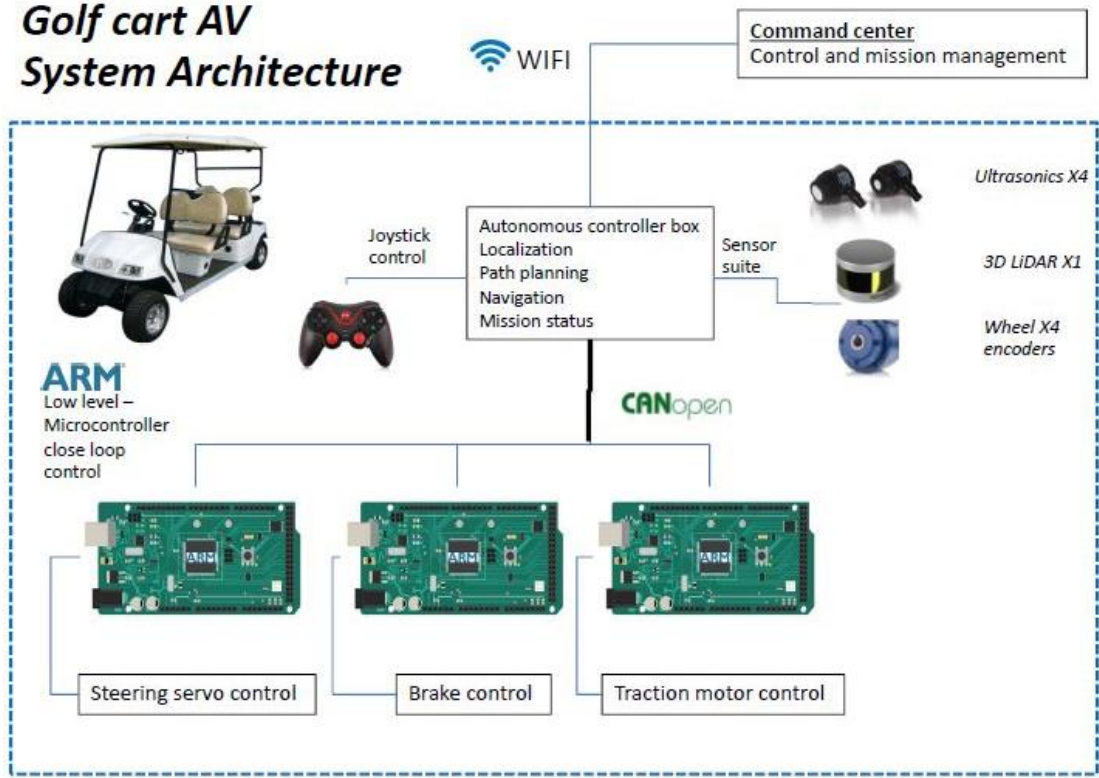 Golf cart AV
System Architecture
WIFI
Command center
Control and mission management
Ultrasonics X4
Joystick
control
Autonomous controller box
Localization
Path planning
Navigation
Mission status
Sensor
suite
3D LiDAR X1
Wheel X4
encoders
ARM
Low level –
Microcontroller
close loop
control
CANopen
ARM
ARM
ARM
Steering servo control
Brake control
Traction motor control